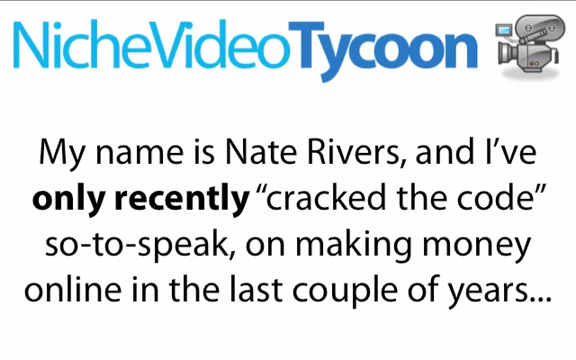 NicheVideoTycoon
My name is Nate Rivers, and I’ve
only recently “cracked the code”
so-to-speak, on making money
online in the last couple of years...